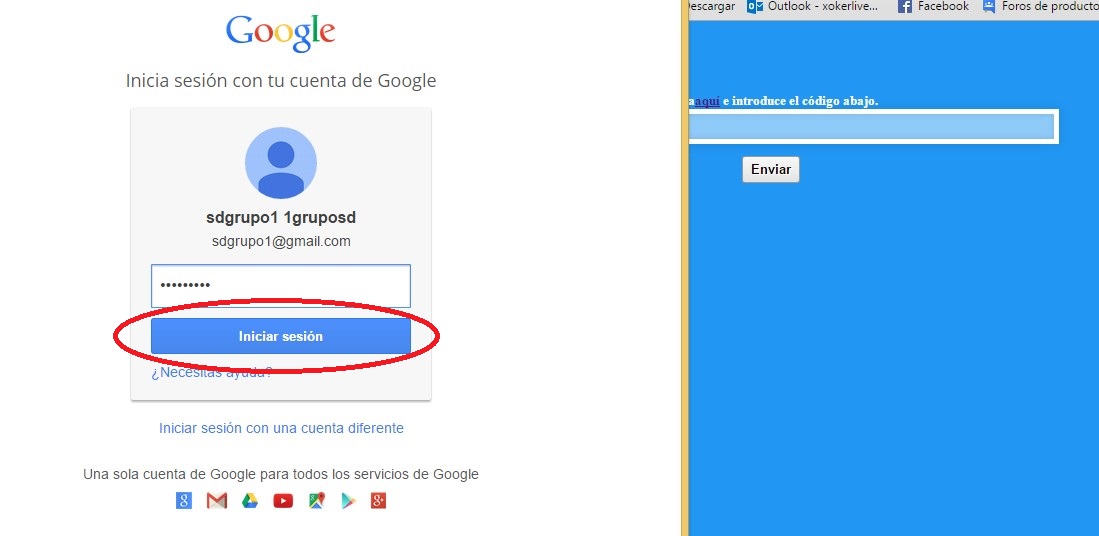 Google
Inicia sesión con tu cuenta de Google
sdgrupo1 1gruposd
sdgrupo1@gmail.com
•••••••••
Iniciar sesión
¿Necesitas ayuda?
Iniciar sesión con una cuenta diferente
Una sola cuenta de Google para todos los servicios de Google
escargar Outlook - xokerlive... Facebook Foros de producto
a aquí e introduce el código abajo.
Enviar